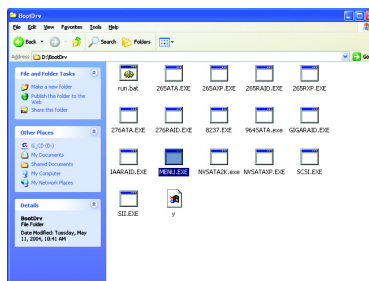 BootDrv
File Edit View Favorites Tools Help
Back Search Folders
Address D:\BootDrv Go
File and Folder Tasks
Make a new folder
Publish this folder to the Web
Share this folder
Other Places
G_CD (D:)
My Documents
Shared Documents
My Computer
My Network Places
Details
BootDrv
File Folder
Date Modified: Tuesday, May 11, 2004, 10:41 AM
run.bat 265ATA.EXE 265AXP.EXE 265RAID.EXE 265RXP.EXE
276ATA.EXE 276RAID.EXE 8237.EXE 9645ATA.exe GIGARAID.EXE
IAARAID.EXE MENU.EXE NVSATA2K.exe NVSATAXP.EXE SCSI.EXE
SII.EXE y